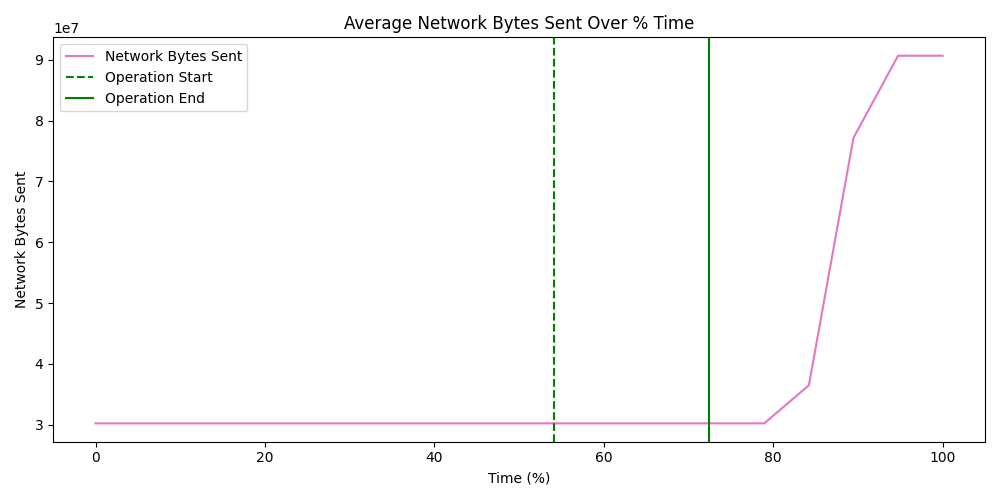 Average Network Bytes Sent Over % Time
1e7
Network Bytes Sent
Operation Start
Operation End
9
8
7
6
5
4
3
Network Bytes Sent
0 20 40 60 80 100
Time (%)